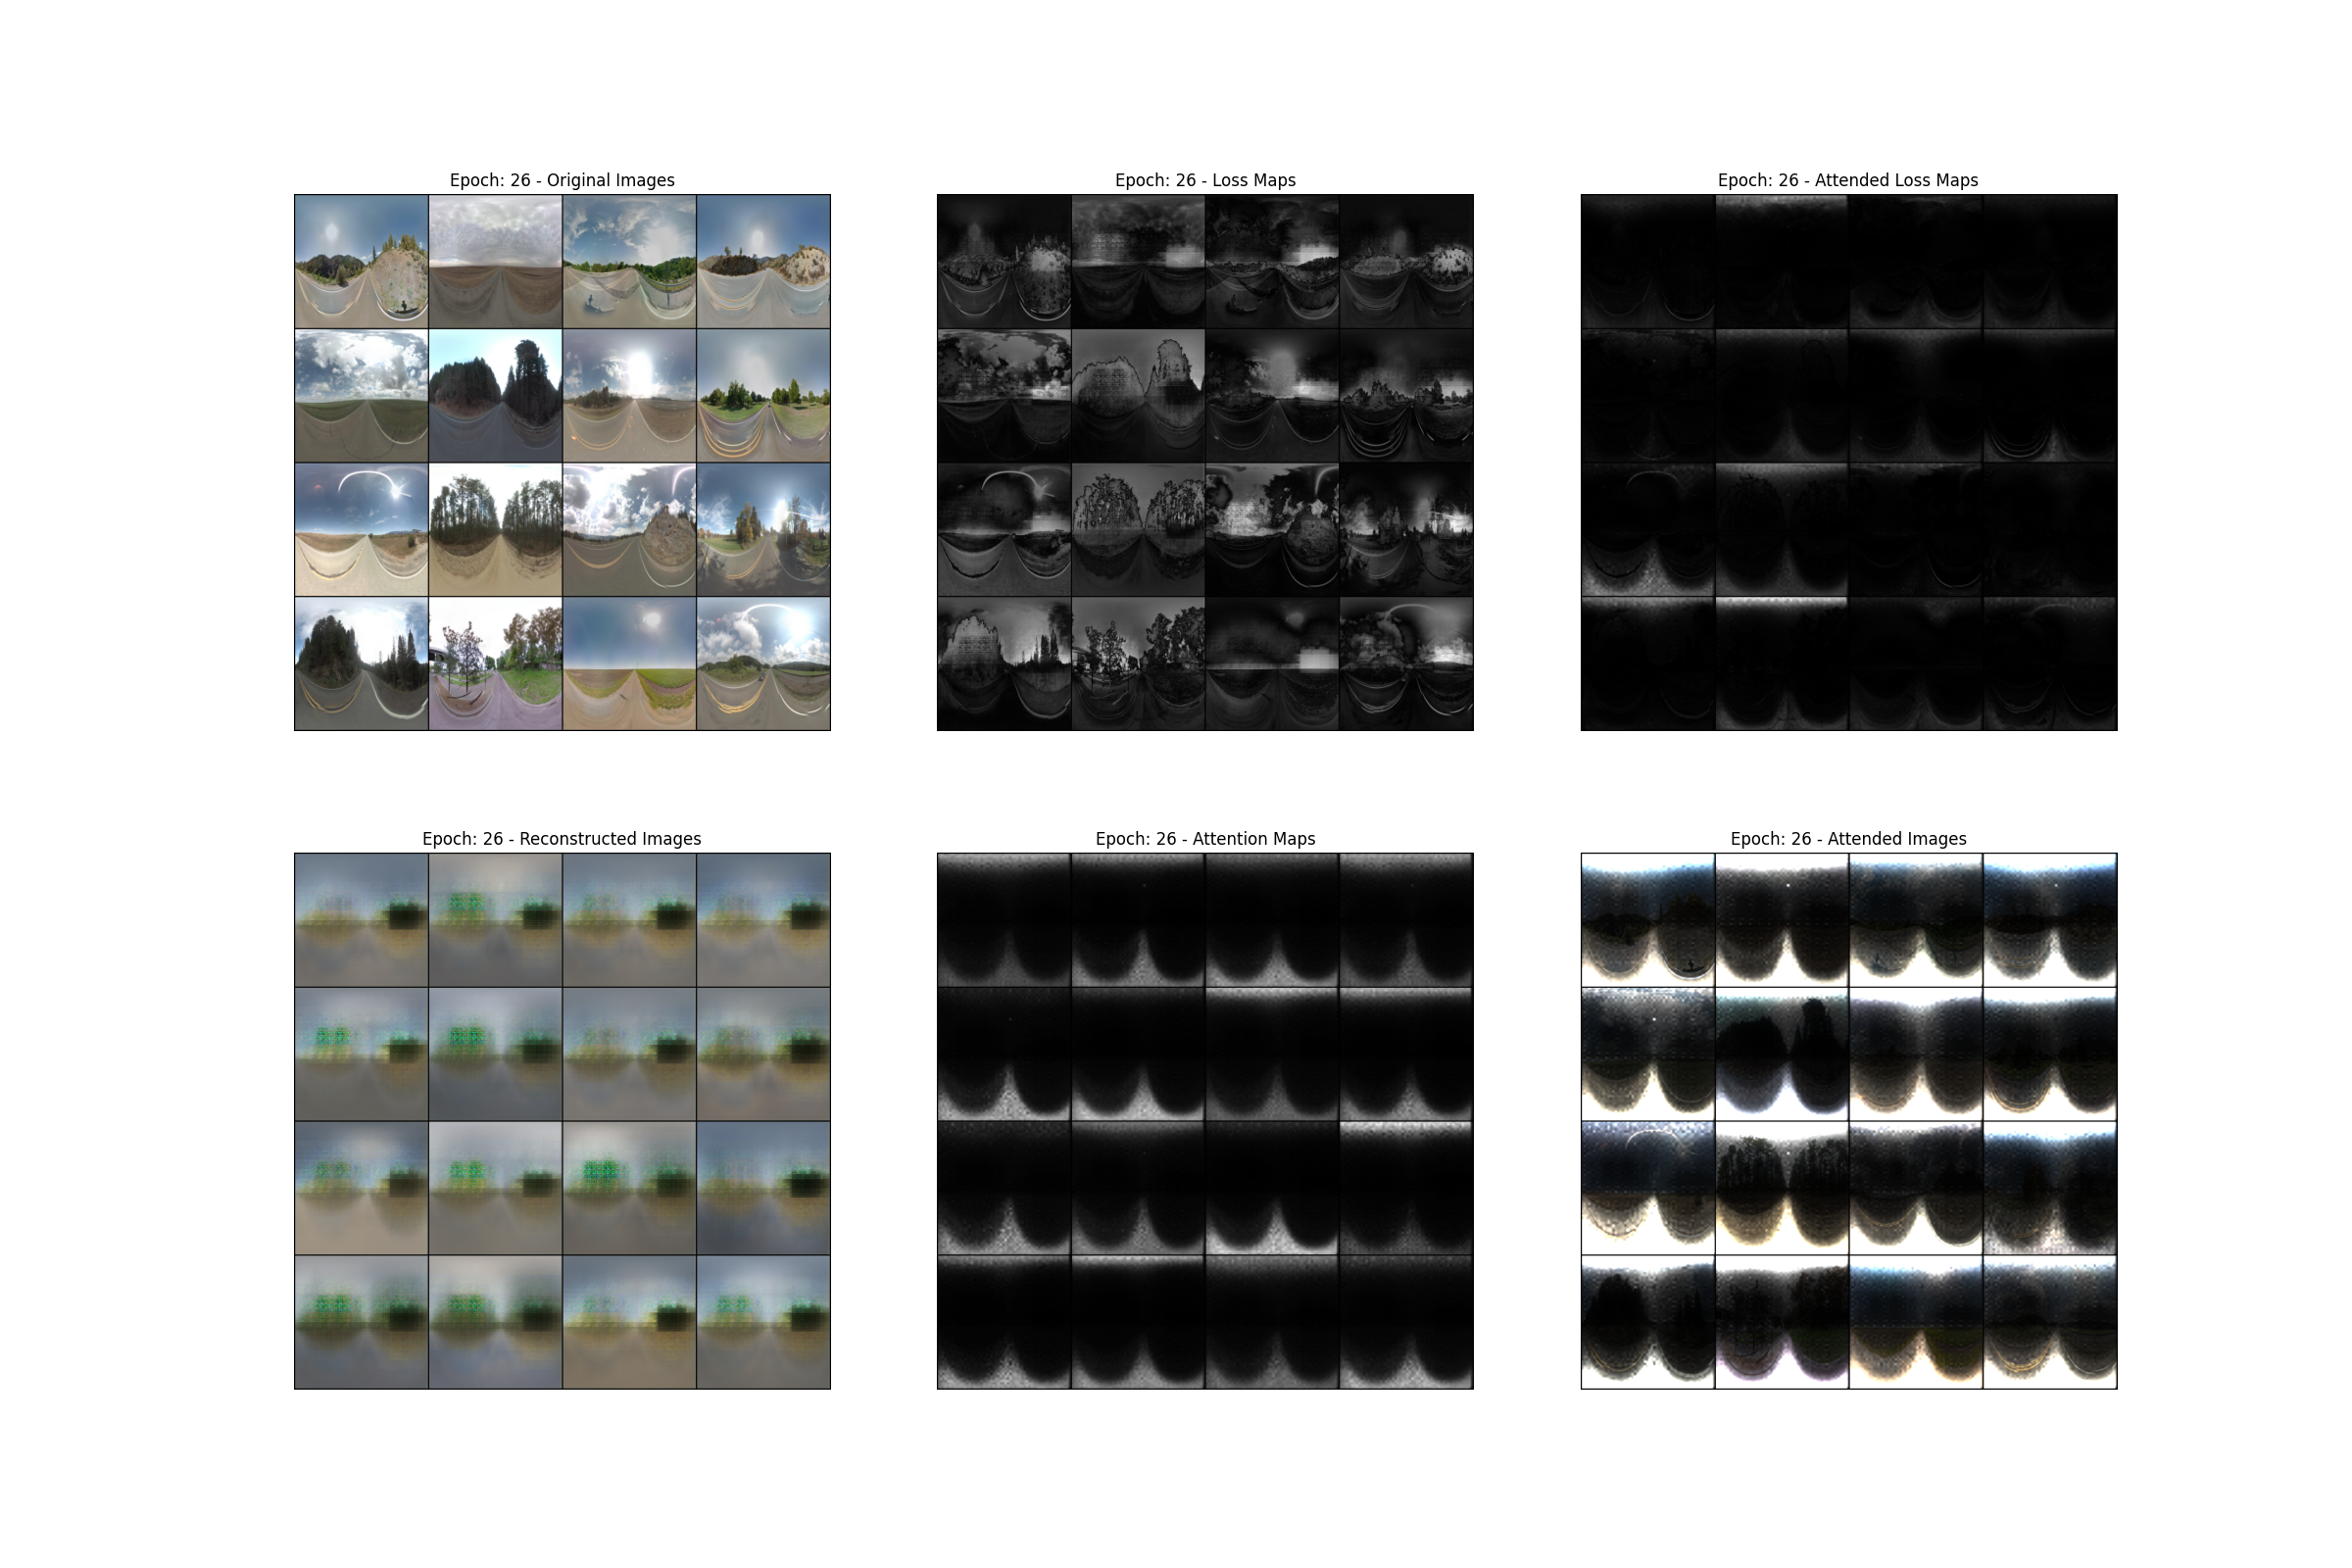 Epoch: 26 - Original Images
Epoch: 26 - Loss Maps
Epoch: 26 - Attended Loss Maps
Epoch: 26 - Reconstructed Images
Epoch: 26 - Attention Maps
Epoch: 26 - Attended Images